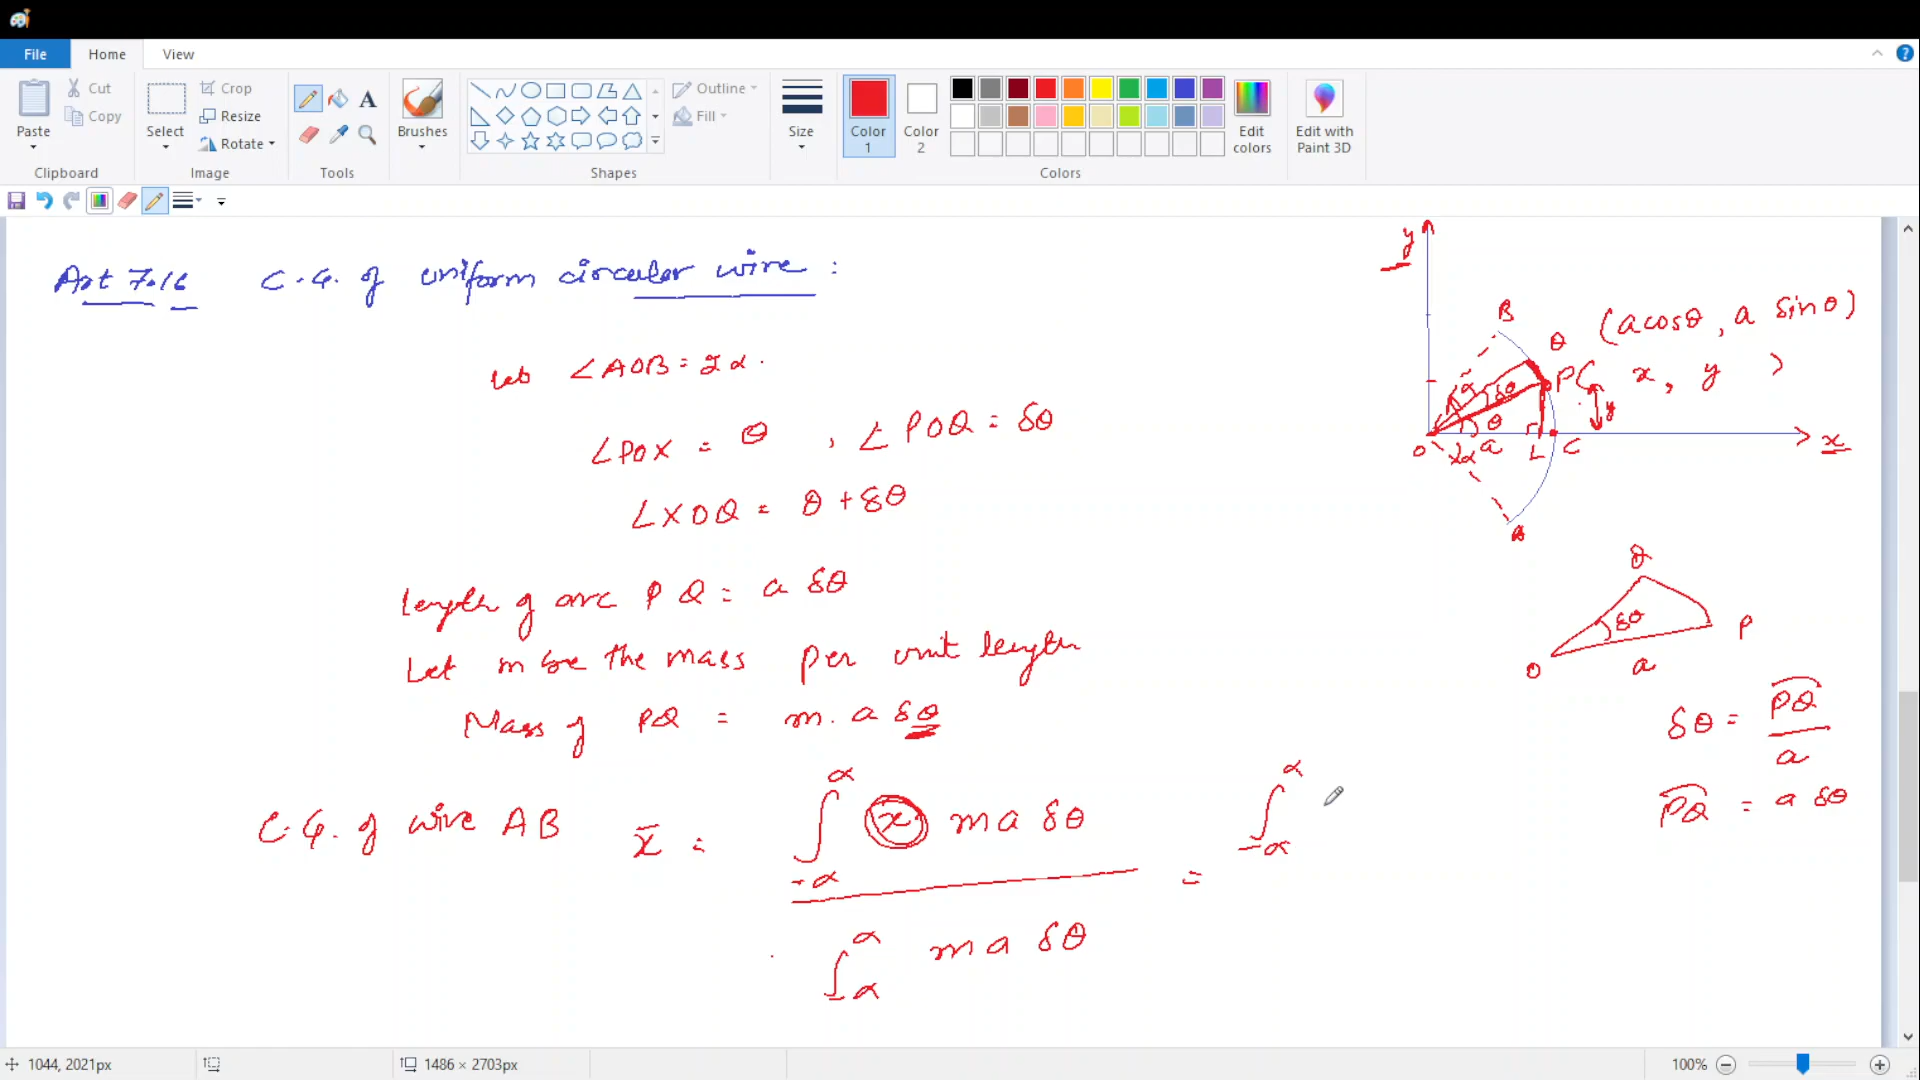 File Home View
Paste Cut Copy Select Crop Resize Rotate Brushes Outline Fill Size Color 1 Color 2 Edit colors Edit with Paint 3D
Clipboard Image Tools Shapes Colors
Art 7.16 C.G. of uniform circular wire :
Let ∠AOB = 2α.
∠POX = θ , ∠POQ = δθ
∠XOQ = θ + δθ
length of arc PQ = a δθ
Let m be the mass per unit length
Mass of PQ = m. a δθ
C.G. of wire AB x̄ = ∫_{-α}^{α} x m a δθ / ∫_{-α}^{α} m a δθ = ∫_{-α}^{α}
y
B
Q (a cosθ, a sinθ)
P( x, y )
α δθ y
θ
O 2α a L C x
A
Q
δθ P
O a
δθ = PQ / a
PQ = a δθ
1044, 2021px 1486 × 2703px 100%